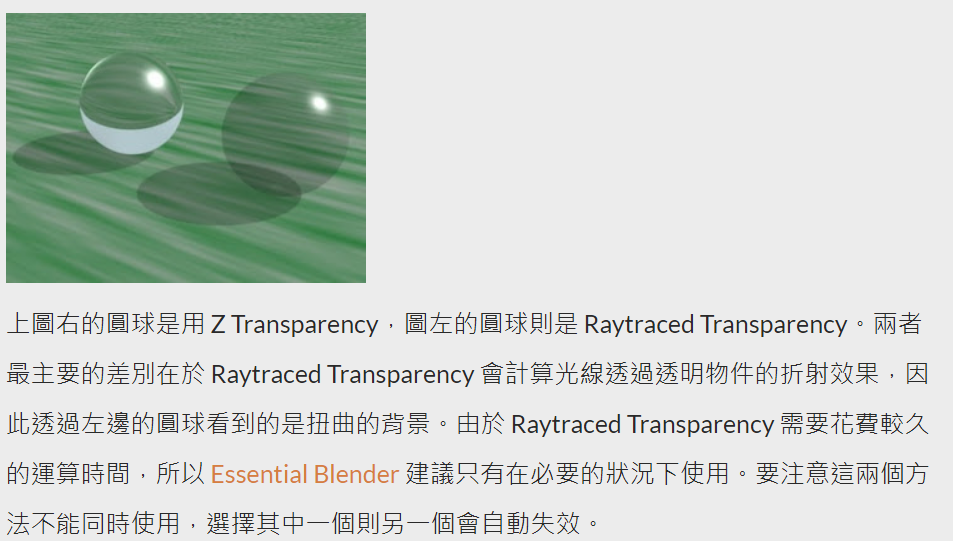 上圖右的圓球是用 Z Transparency，圖左的圓球則是 Raytraced Transparency。兩者
最主要的差別在於 Raytraced Transparency 會計算光線透過透明物件的折射效果，因
此透過左邊的圓球看到的是扭曲的背景。由於 Raytraced Transparency 需要花費較久
的運算時間，所以 Essential Blender 建議只有在必要的狀況下使用。要注意這兩個方
法不能同時使用，選擇其中一個則另一個會自動失效。